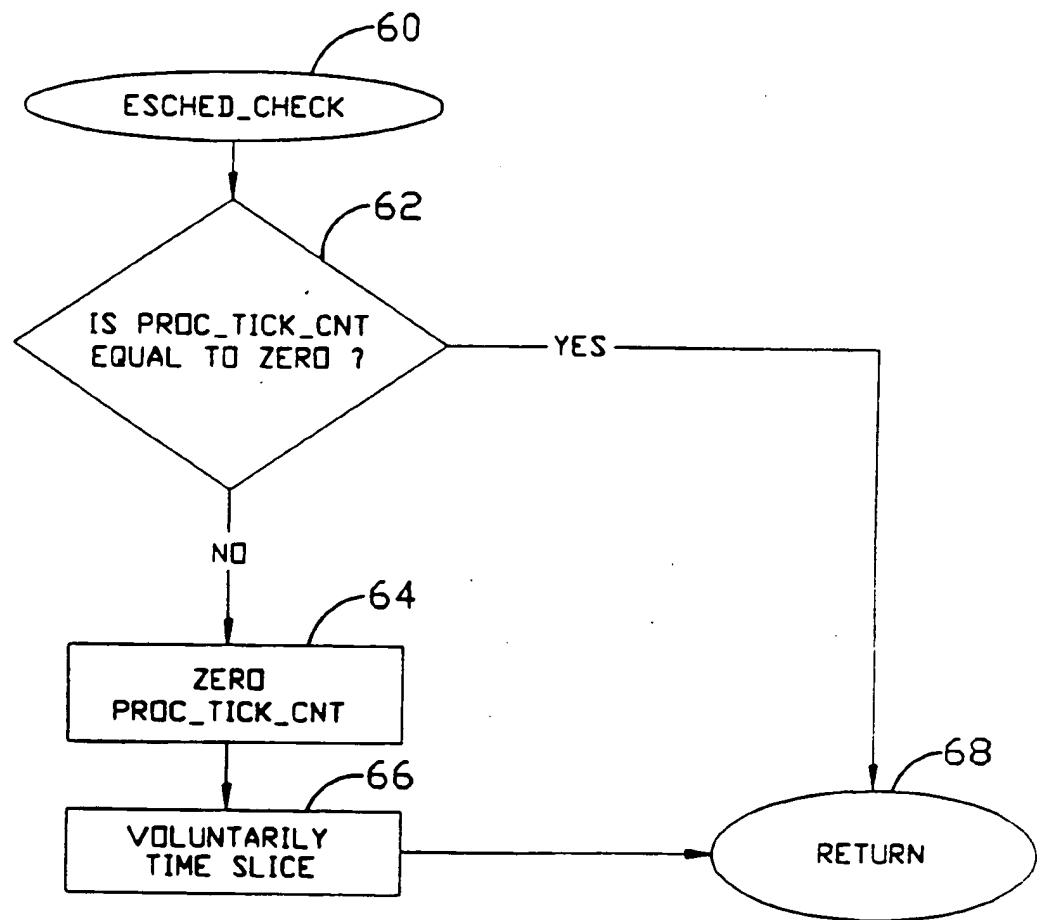 60
ESCHED_CHECK
62
IS PROC_TICK_CNT
EQUAL TO ZERO ?
YES
NO
64
ZERO
PROC_TICK_CNT
66
VOLUNTARILY
TIME SLICE
68
RETURN